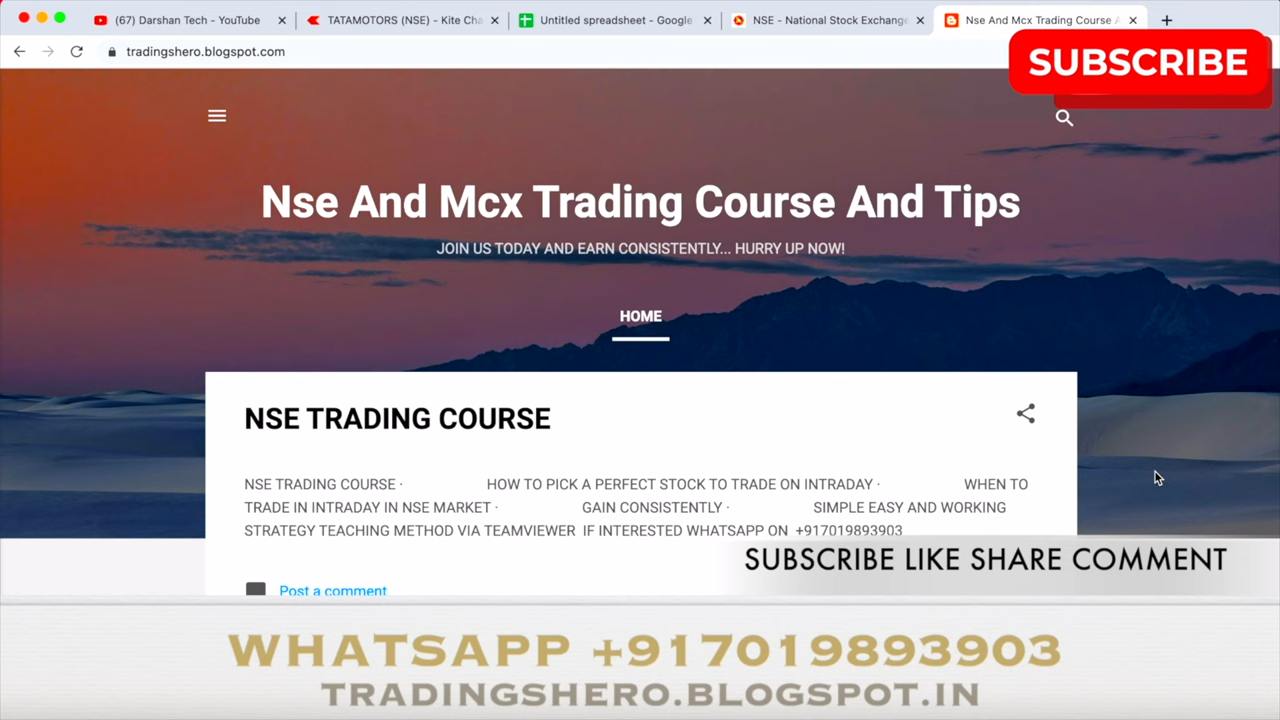 (67) Darshan Tech - YouTube
TATAMOTORS (NSE) - Kite Cha
Untitled spreadsheet - Google
NSE - National Stock Exchange
Nse And Mcx Trading Course A
tradingshero.blogspot.com
SUBSCRIBE
Nse And Mcx Trading Course And Tips
JOIN US TODAY AND EARN CONSISTENTLY... HURRY UP NOW!
HOME
NSE TRADING COURSE
NSE TRADING COURSE · HOW TO PICK A PERFECT STOCK TO TRADE ON INTRADAY · WHEN TO
TRADE IN INTRADAY IN NSE MARKET · GAIN CONSISTENTLY · SIMPLE EASY AND WORKING
STRATEGY TEACHING METHOD VIA TEAMVIEWER IF INTERESTED WHATSAPP ON +917019893903
SUBSCRIBE LIKE SHARE COMMENT
Post a comment
WHATSAPP +917019893903
TRADINGSHERO.BLOGSPOT.IN